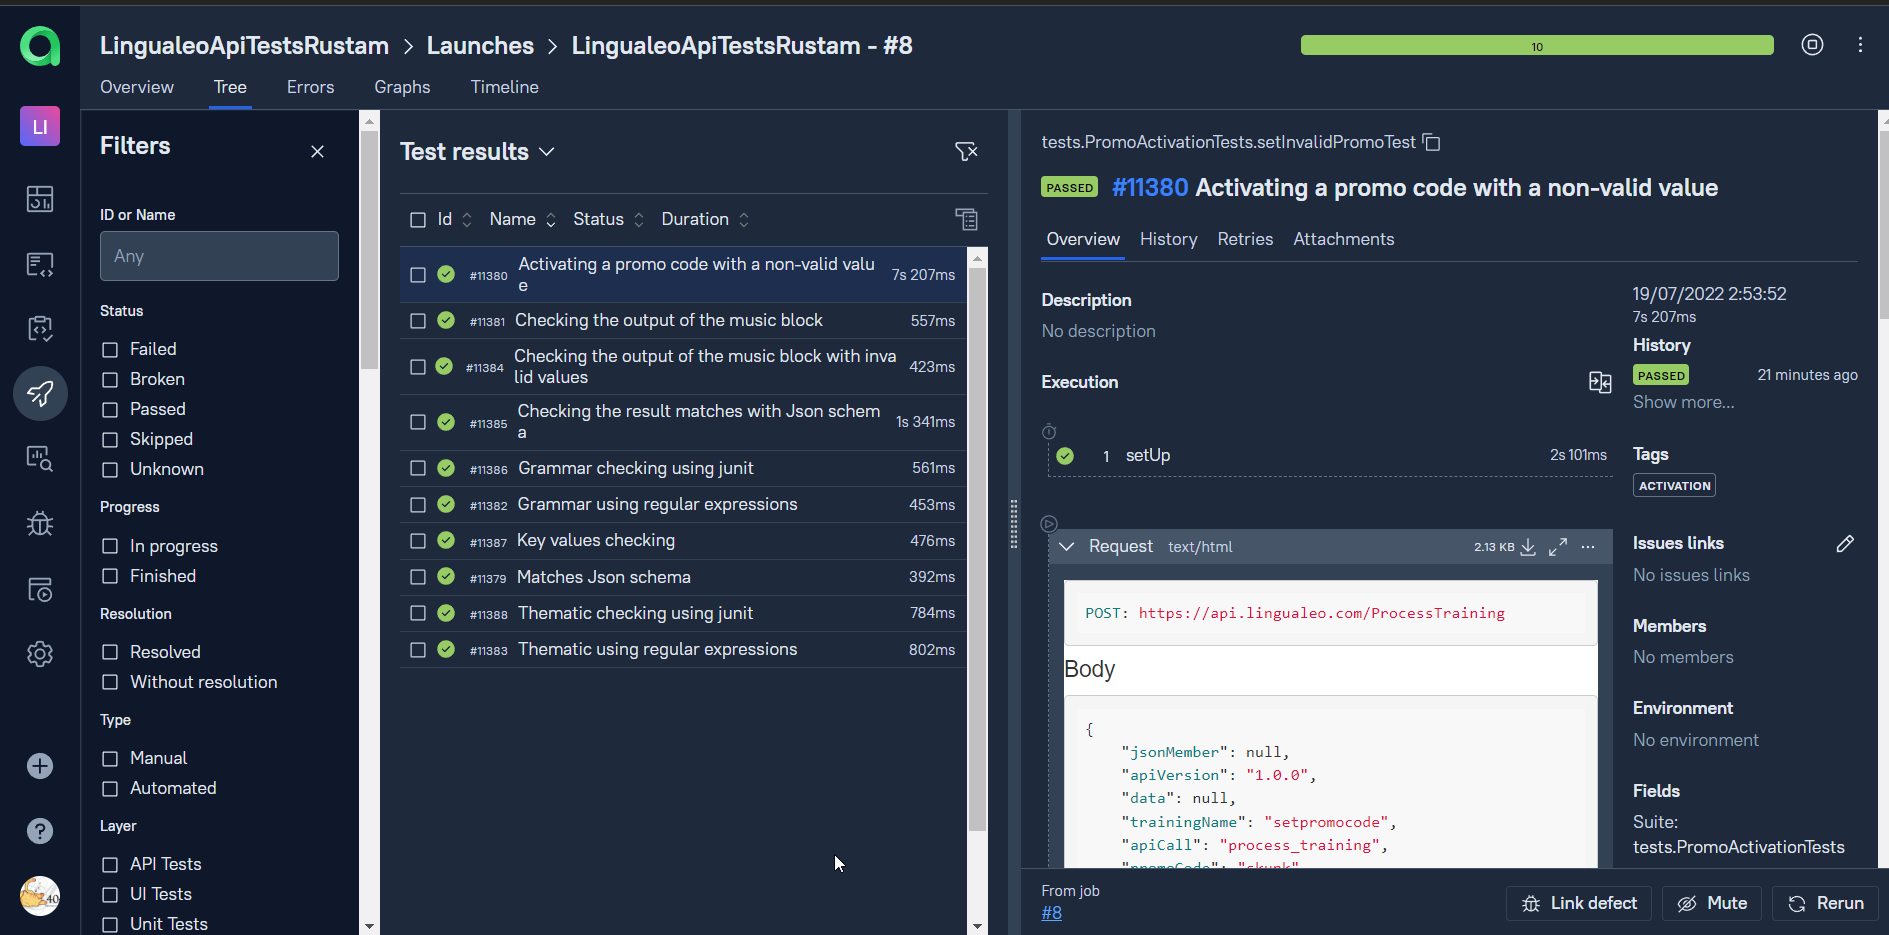 LingualeoApiTestsRustam > Launches > LingualeoApiTestsRustam - #8
10
Overview Tree Errors Graphs Timeline
LI
Filters
ID or Name
Any
Status
Failed
Broken
Passed
Skipped
Unknown
Progress
In progress
Finished
Resolution
Resolved
Without resolution
Type
Manual
Automated
Layer
API Tests
UI Tests
Unit Tests
Test results
Id Name Status Duration
#11380 Activating a promo code with a non-valid valu 7s 207ms
e
#11381 Checking the output of the music block 557ms
#11384 Checking the output of the music block with inva 423ms
lid values
#11385 Checking the result matches with Json schem 1s 341ms
a
#11386 Grammar checking using junit 561ms
#11382 Grammar using regular expressions 453ms
#11387 Key values checking 476ms
#11379 Matches Json schema 392ms
#11388 Thematic checking using junit 784ms
#11383 Thematic using regular expressions 802ms
tests.PromoActivationTests.setInvalidPromoTest
PASSED #11380 Activating a promo code with a non-valid value
Overview History Retries Attachments
Description
No description
Execution
1 setUp 2s 101ms
Request text/html 2.13 KB
POST: https://api.lingualeo.com/ProcessTraining
Body
{
"jsonMember": null,
"apiVersion": "1.0.0",
"data": null,
"trainingName": "setpromocode",
"apiCall": "process_training",
"promoCode": "skunk"
19/07/2022 2:53:52
7s 207ms
History
PASSED 21 minutes ago
Show more...
Tags
ACTIVATION
Issues links
No issues links
Members
No members
Environment
No environment
Fields
Suite:
tests.PromoActivationTests
From job
#8
Link defect Mute Rerun
40